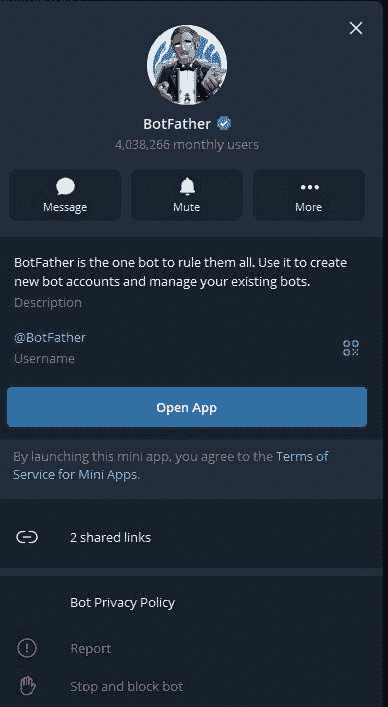 BotFather
4,038,266 monthly users
Message
Mute
More
BotFather is the one bot to rule them all. Use it to create
new bot accounts and manage your existing bots.
Description
@BotFather
Username
Open App
By launching this mini app, you agree to the Terms of
Service for Mini Apps.
2 shared links
Bot Privacy Policy
Report
Stop and block bot